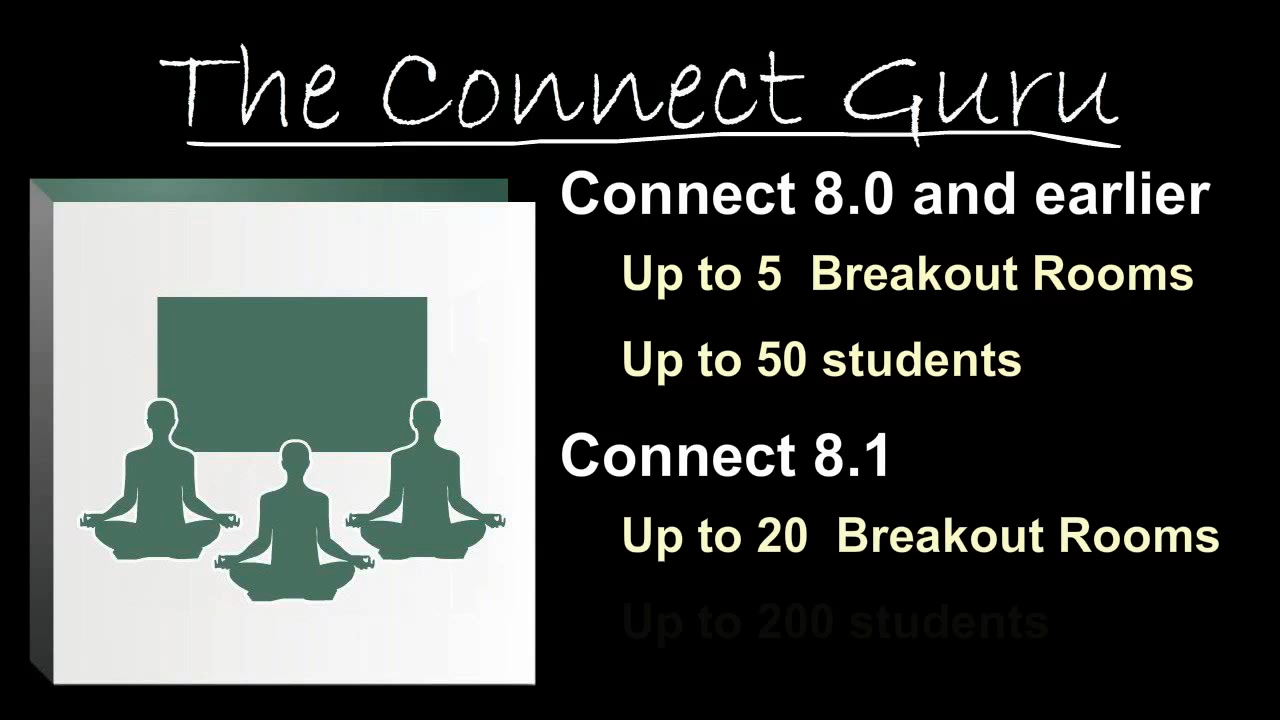 The Connect Guru
Connect 8.0 and earlier
Up to 5 Breakout Rooms
Up to 50 students
Connect 8.1
Up to 20 Breakout Rooms
Up to 200 students